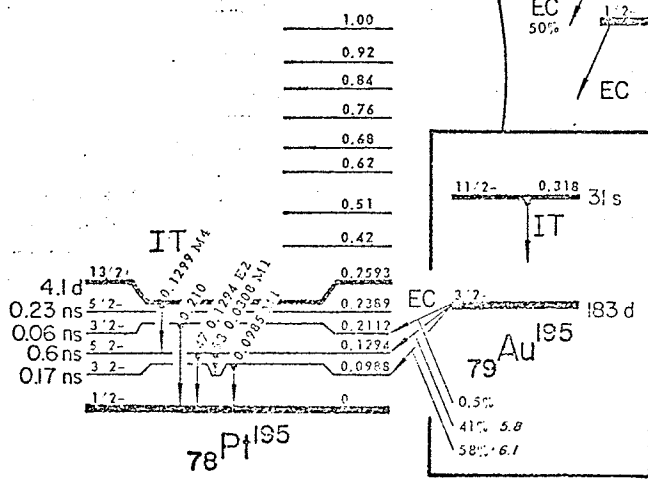 EC
50%
1/2-
EC
1.00
0.92
0.84
0.76
0.68
0.62
0.51
0.42
11/2-
0.318
31 s
IT
IT
0.1299 M4
0.210
0.1294 E2
0.0308 M1
13/2+
0.2593
4.1 d
5/2-
0.2389
0.23 ns
3/2-
0.2112
0.06 ns
5 2-
0.1294
0.6 ns
3 2-
0.0988
0.17 ns
1/2-
0
EC
3/2-
183 d
79Au195
0.5%
41% 5.8
58% 6.1
78Pt195